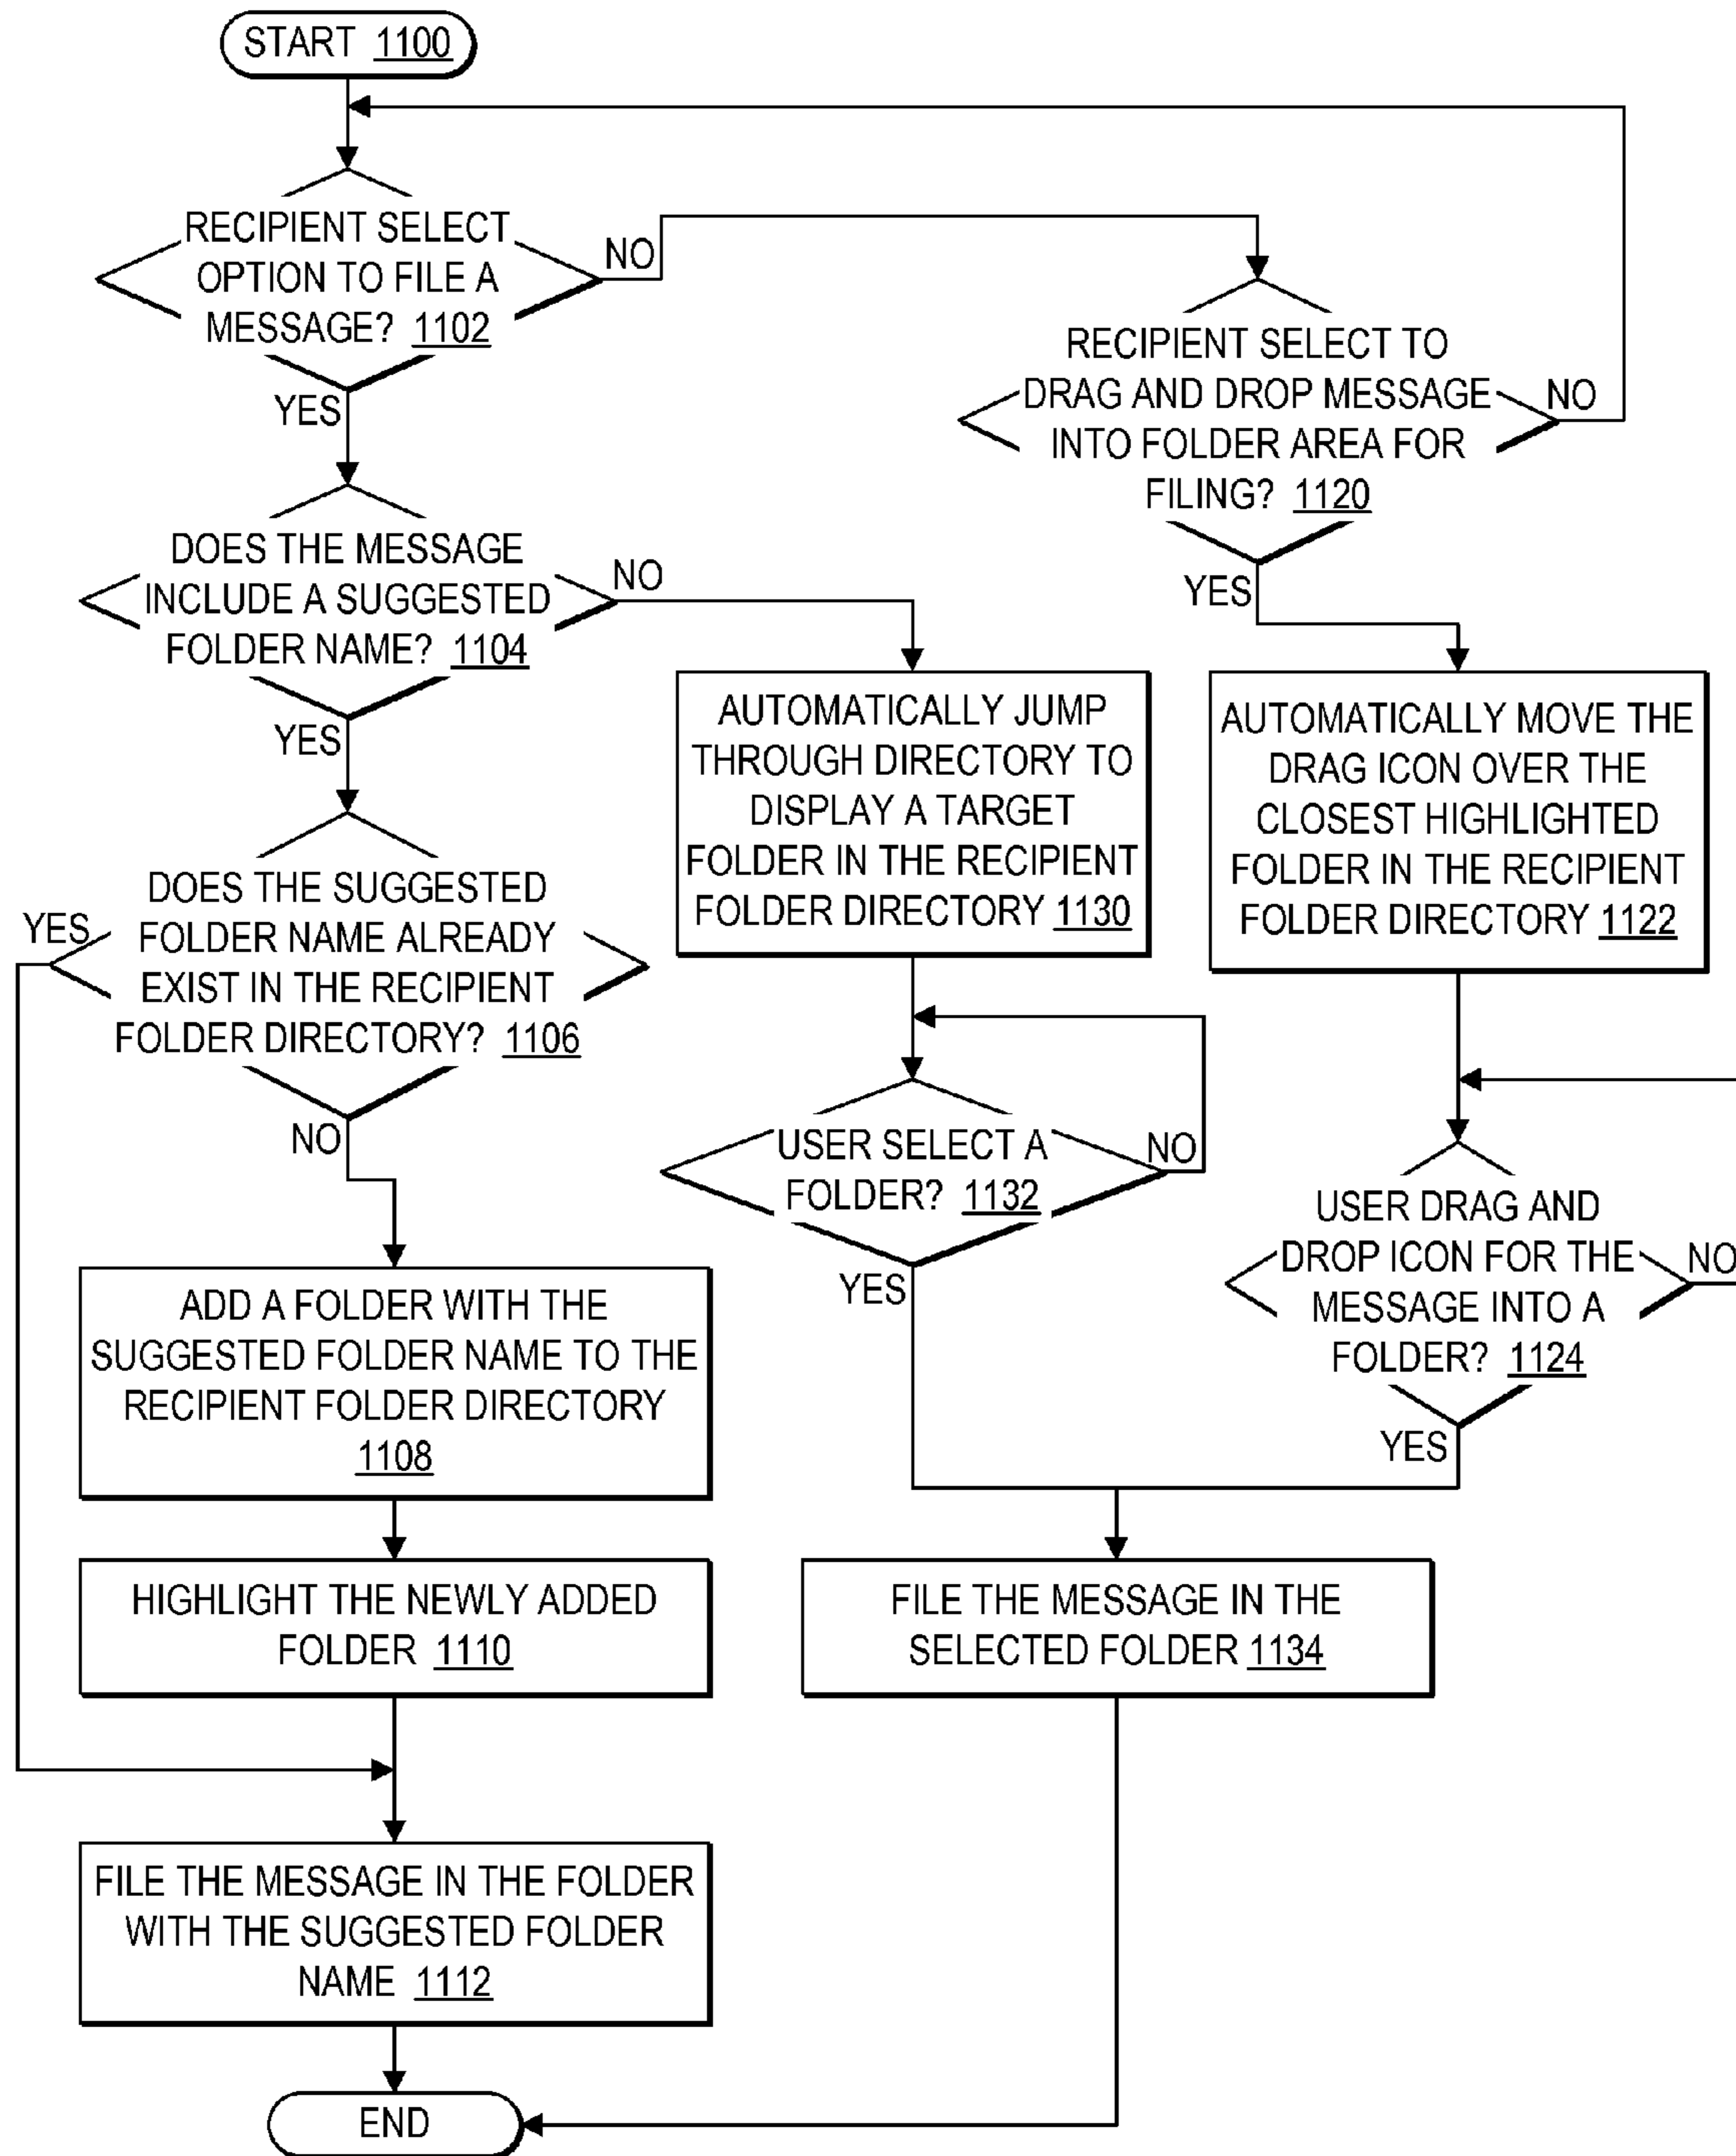 START 1100
RECIPIENT SELECT
OPTION TO FILE A
MESSAGE? 1102
NO
YES
RECIPIENT SELECT TO
DRAG AND DROP MESSAGE
INTO FOLDER AREA FOR
FILING? 1120
NO
YES
DOES THE MESSAGE
INCLUDE A SUGGESTED
FOLDER NAME? 1104
NO
YES
AUTOMATICALLY JUMP
THROUGH DIRECTORY TO
DISPLAY A TARGET
FOLDER IN THE RECIPIENT
FOLDER DIRECTORY 1130
AUTOMATICALLY MOVE THE
DRAG ICON OVER THE
CLOSEST HIGHLIGHTED
FOLDER IN THE RECIPIENT
FOLDER DIRECTORY 1122
DOES THE SUGGESTED
FOLDER NAME ALREADY
EXIST IN THE RECIPIENT
FOLDER DIRECTORY? 1106
YES
NO
USER SELECT A
FOLDER? 1132
NO
YES
USER DRAG AND
DROP ICON FOR THE
MESSAGE INTO A
FOLDER? 1124
NO
YES
ADD A FOLDER WITH THE
SUGGESTED FOLDER NAME TO THE
RECIPIENT FOLDER DIRECTORY
1108
HIGHLIGHT THE NEWLY ADDED
FOLDER 1110
FILE THE MESSAGE IN THE
SELECTED FOLDER 1134
FILE THE MESSAGE IN THE FOLDER
WITH THE SUGGESTED FOLDER
NAME 1112
END